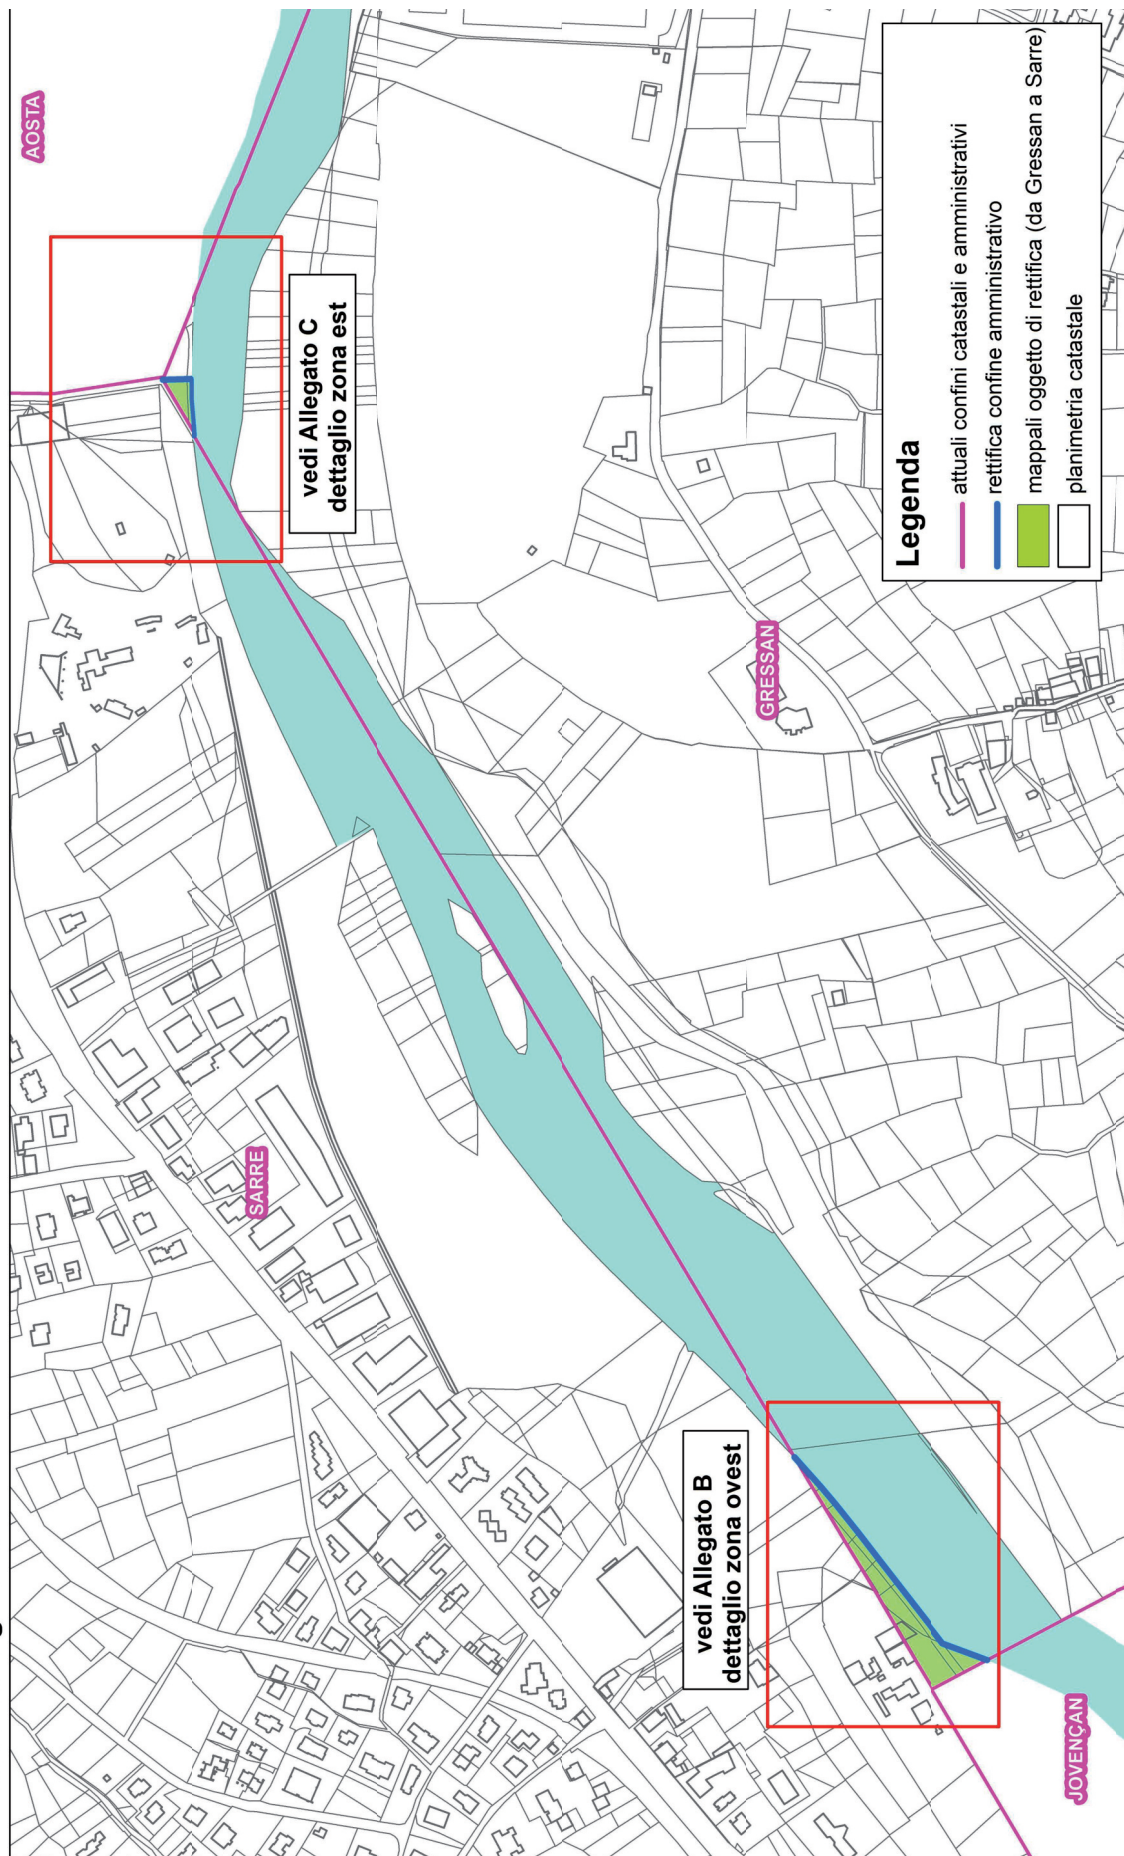 AOSTA
vedi Allegato C
dettaglio zona est
SARRE
GRESSAN
vedi Allegato B
dettaglio zona ovest
JOVENÇAN
Legenda
attuali confini catastali e amministrativi
rettifica confine amministrativo
mappali oggetto di rettifica (da Gressan a Sarre)
planimetria catastale